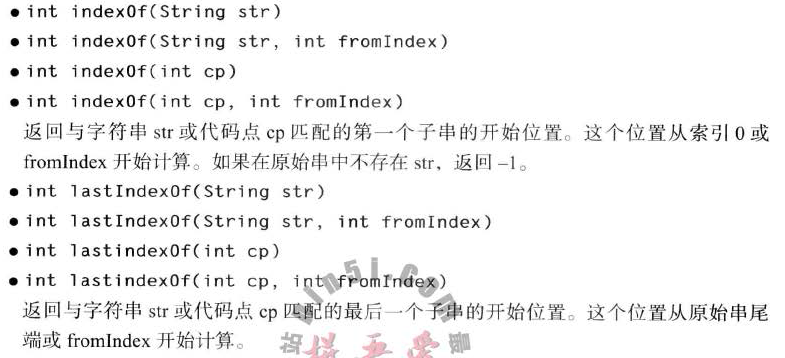 ● int indexOf(String str)
● int indexOf(String str, int fromIndex)
● int indexOf(int cp)
● int indexOf(int cp, int fromIndex)
返回与字符串 str 或代码点 cp 匹配的第一个子串的开始位置。这个位置从索引 0 或
fromIndex 开始计算。如果在原始串中不存在 str，返回 –1。
● int lastIndexOf(String str)
● int lastIndexOf(String str, int fromIndex)
● int lastindexOf(int cp)
● int lastindexOf(int cp, int fromIndex)
返回与字符串 str 或代码点 cp 匹配的最后一个子串的开始位置。这个位置从原始串尾
端或 fromIndex 开始计算。